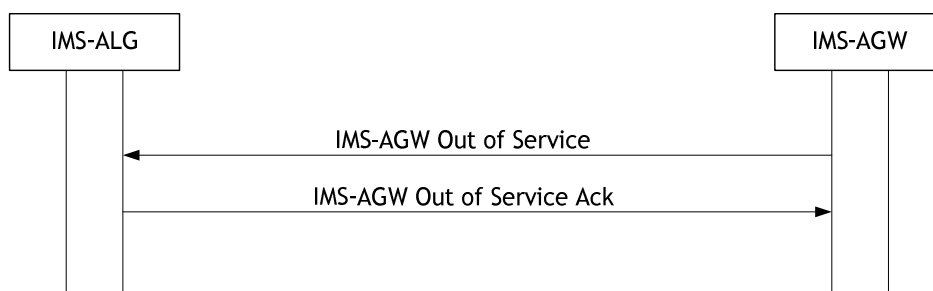 IMS-ALG
IMS-AGW
IMS-AGW Out of Service
IMS-AGW Out of Service Ack